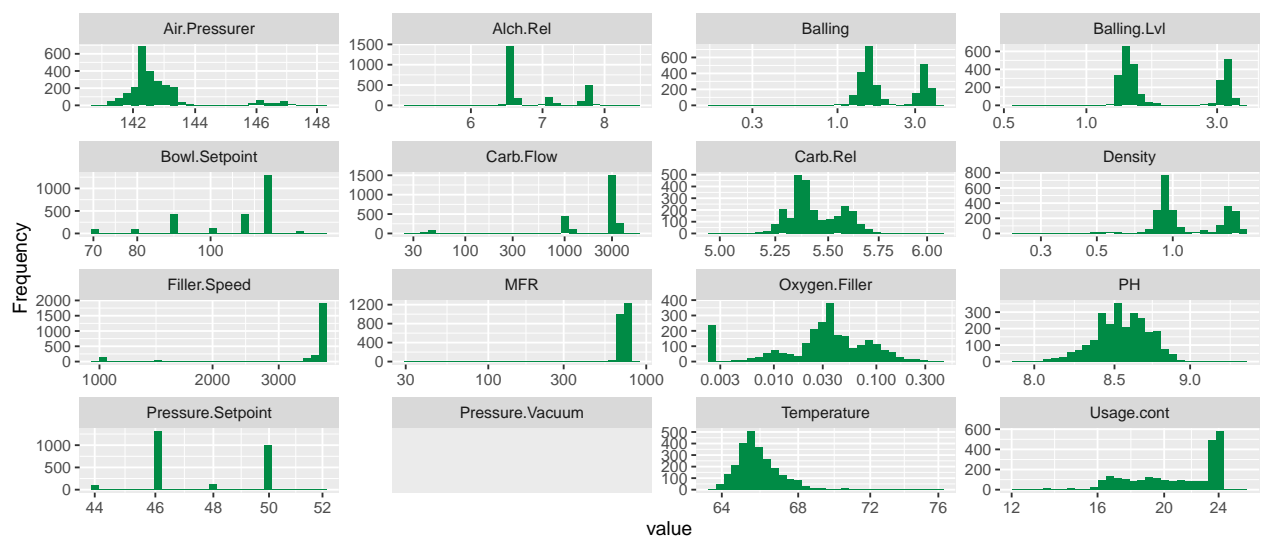 Air.Pressurer Alch.Rel Balling Balling.Lvl
600 400 200 0 1500 1000 500 0 600 400 200 0 600 400 200 0
142 144 146 148 6 7 8 0.3 1.0 3.0 0.5 1.0 3.0
Bowl.Setpoint Carb.Flow Carb.Rel Density
1000 500 0 1500 1000 500 0 500 400 300 200 100 0 800 600 400 200 0
70 80 100 30 100 300 1000 3000 5.00 5.25 5.50 5.75 6.00 0.3 0.5 1.0
Filler.Speed MFR Oxygen.Filler PH
2000 1500 1000 500 0 1200 800 400 0 400 300 200 100 0 300 200 100 0
1000 2000 3000 30 100 300 1000 0.003 0.010 0.030 0.100 0.300 8.0 8.5 9.0
Pressure.Setpoint Pressure.Vacuum Temperature Usage.cont
1000 500 0 500 400 300 200 100 0 600 400 200 0
44 46 48 50 52 64 68 72 76 12 16 20 24
Frequency
value